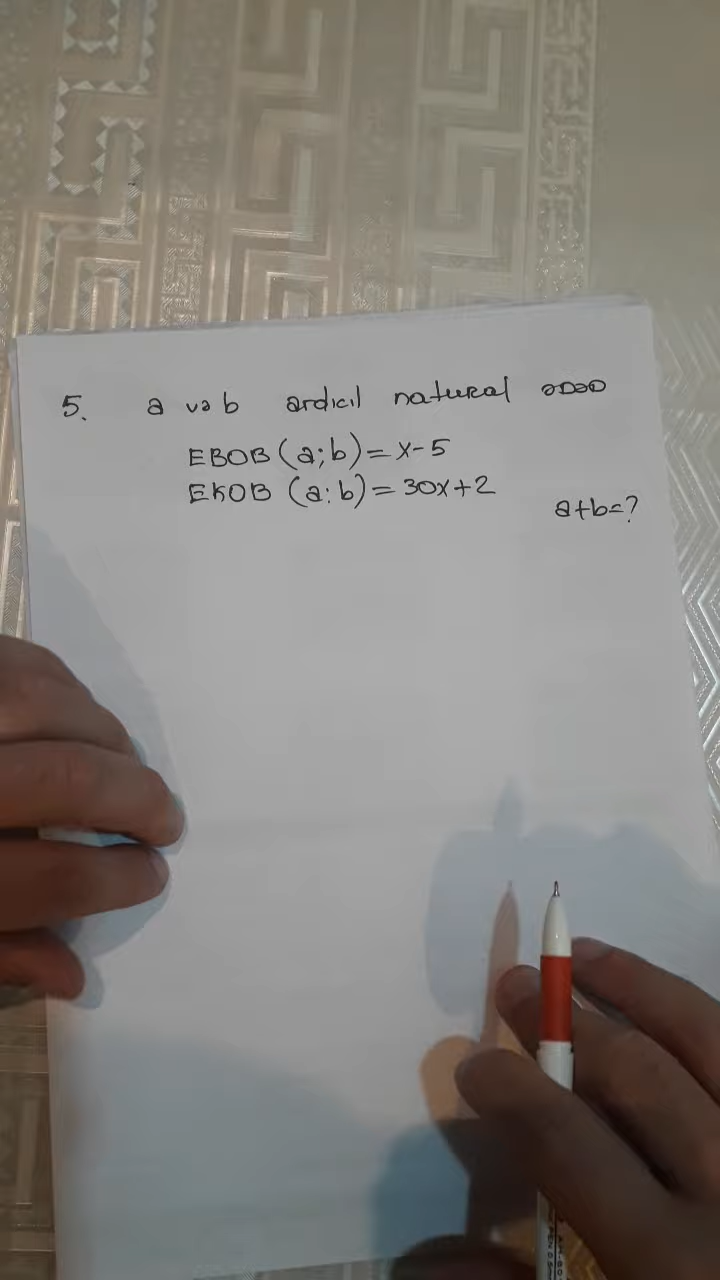 5. a və b ardıcıl natural ədəd
EBOB (a;b) = x-5
EKOB (a:b) = 30x+2
a+b=?